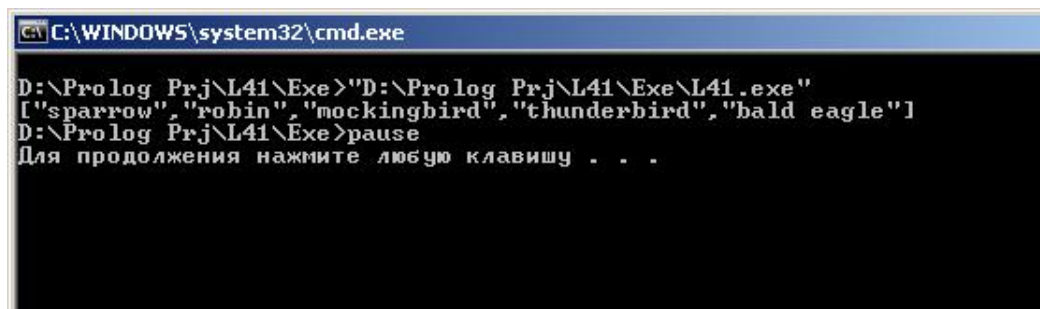 C:\WINDOWS\system32\cmd.exe
D:\Prolog Prj\L41\Exe>"D:\Prolog Prj\L41\Exe\L41.exe"
["sparrow","robin","mockingbird","thunderbird","bald eagle"]
D:\Prolog Prj\L41\Exe>pause
Для продолжения нажмите любую клавишу . . .